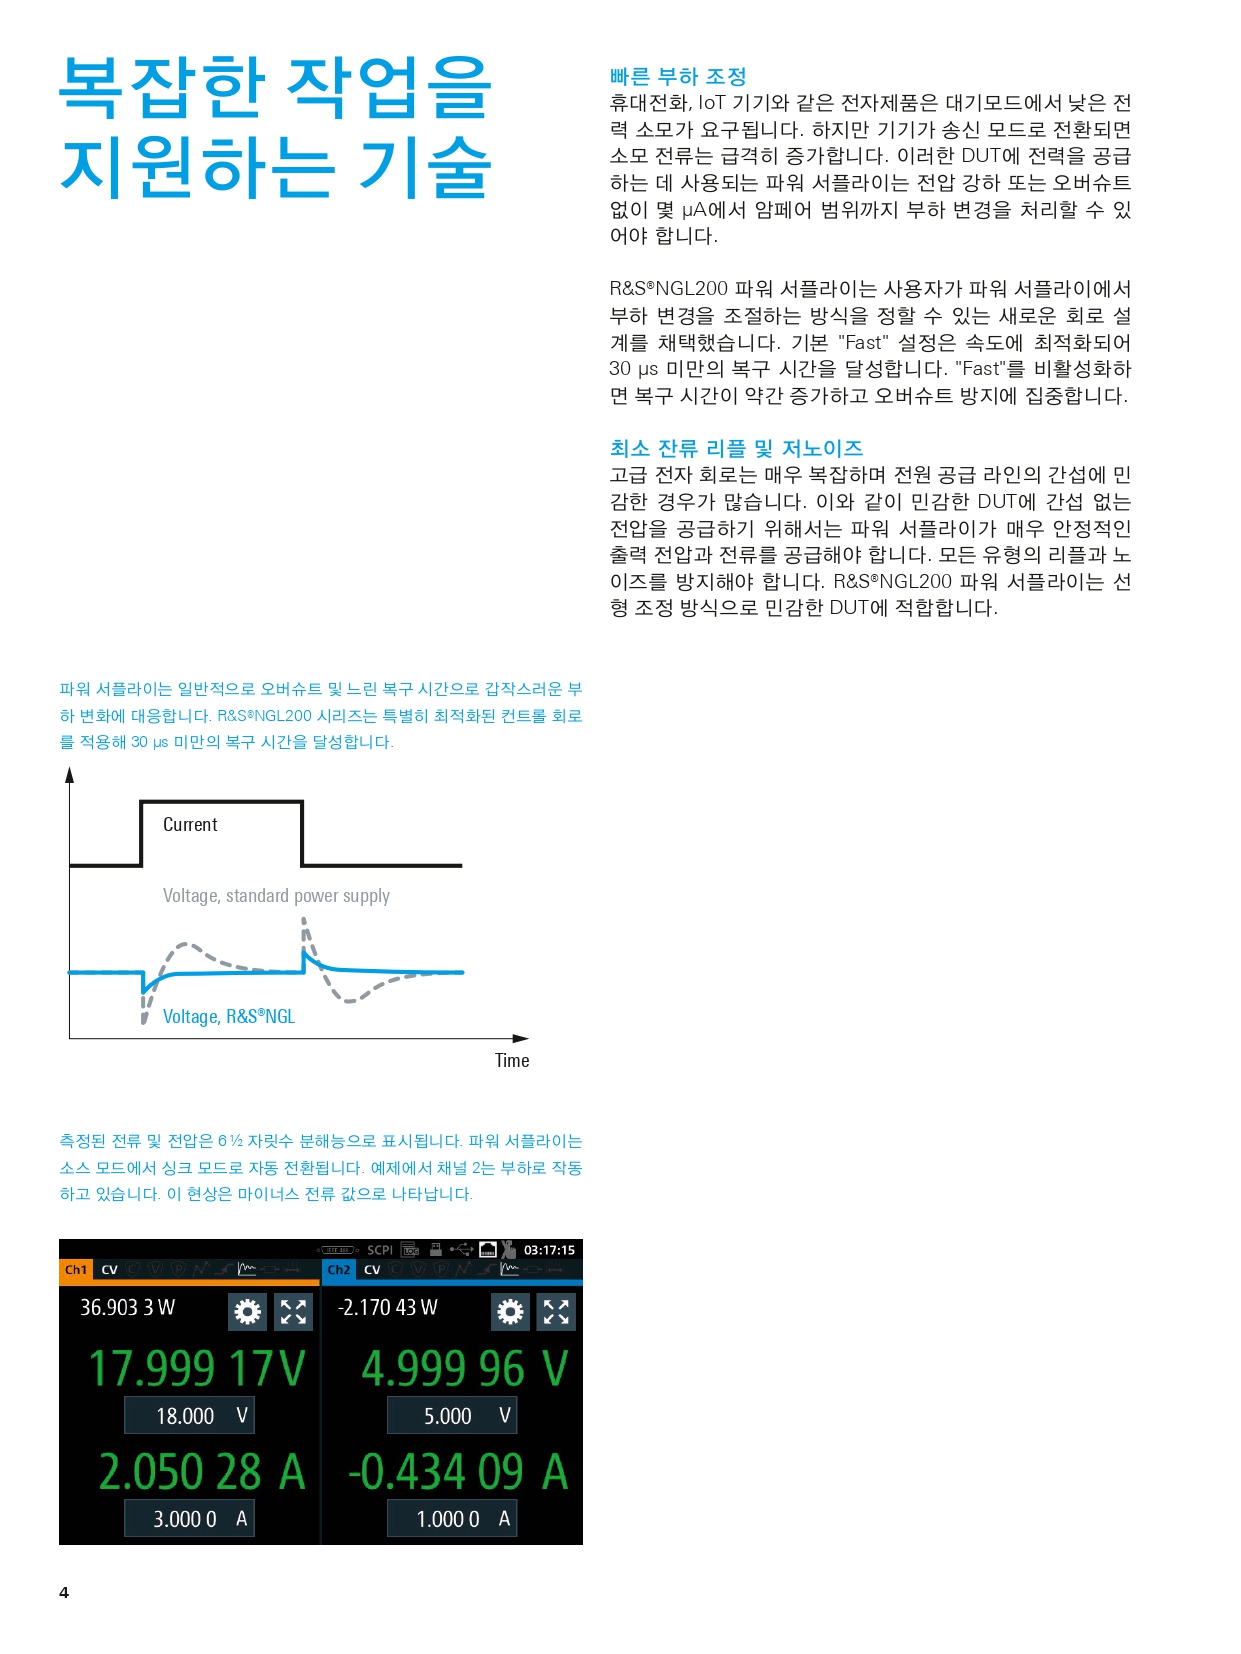 복잡한 작업을
지원하는 기술
빠른 부하 조정
휴대전화, IoT 기기와 같은 전자제품은 대기모드에서 낮은 전
력 소모가 요구됩니다. 하지만 기기가 송신 모드로 전환되면
소모 전류는 급격히 증가합니다. 이러한 DUT에 전력을 공급
하는 데 사용되는 파워 서플라이는 전압 강하 또는 오버슈트
없이 몇 µA에서 암페어 범위까지 부하 변경을 처리할 수 있
어야 합니다.
R&S®NGL200 파워 서플라이는 사용자가 파워 서플라이에서
부하 변경을 조절하는 방식을 정할 수 있는 새로운 회로 설
계를 채택했습니다. 기본 "Fast" 설정은 속도에 최적화되어
30 µs 미만의 복구 시간을 달성합니다. "Fast"를 비활성화하
면 복구 시간이 약간 증가하고 오버슈트 방지에 집중합니다.
최소 잔류 리플 및 저노이즈
고급 전자 회로는 매우 복잡하며 전원 공급 라인의 간섭에 민
감한 경우가 많습니다. 이와 같이 민감한 DUT에 간섭 없는
전압을 공급하기 위해서는 파워 서플라이가 매우 안정적인
출력 전압과 전류를 공급해야 합니다. 모든 유형의 리플과 노
이즈를 방지해야 합니다. R&S®NGL200 파워 서플라이는 선
형 조정 방식으로 민감한 DUT에 적합합니다.
파워 서플라이는 일반적으로 오버슈트 및 느린 복구 시간으로 갑작스러운 부
하 변화에 대응합니다. R&S®NGL200 시리즈는 특별히 최적화된 컨트롤 회로
를 적용해 30 µs 미만의 복구 시간을 달성합니다.
Current
Voltage, standard power supply
Voltage, R&S®NGL
Time
측정된 전류 및 전압은 6 ½ 자릿수 분해능으로 표시됩니다. 파워 서플라이는
소스 모드에서 싱크 모드로 자동 전환됩니다. 예제에서 채널 2는 부하로 작동
하고 있습니다. 이 현상은 마이너스 전류 값으로 나타납니다.
IEEE 488 SCPI LOG 03:17:15
Ch1 CV C V P Ch2 CV C V P
36.903 3 W -2.170 43 W
17.999 17 V 4.999 96 V
18.000 V 5.000 V
2.050 28 A -0.434 09 A
3.000 0 A 1.000 0 A
4